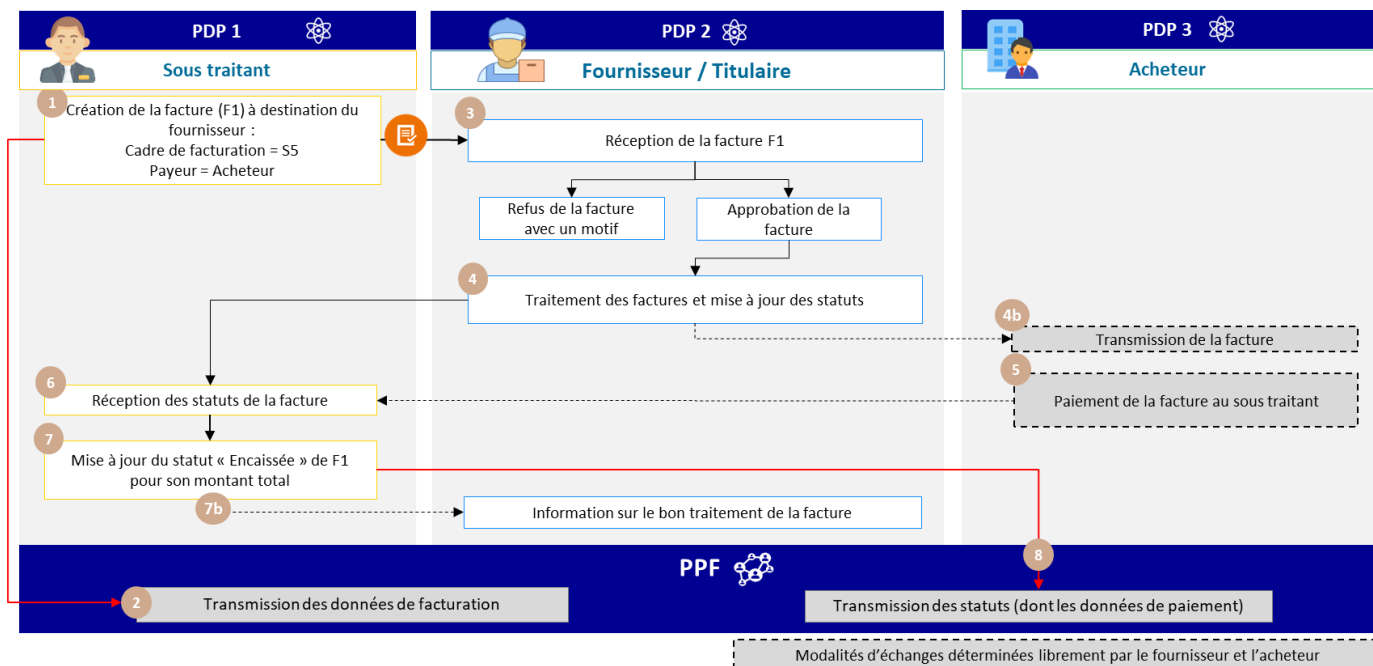 PDP 1
PDP 2
PDP 3
Sous traitant
Fournisseur / Titulaire
Acheteur
1
Création de la facture (F1) à destination du
fournisseur :
Cadre de facturation = S5
Payeur = Acheteur
3
Réception de la facture F1
Refus de la facture
avec un motif
Approbation de la
facture
4
Traitement des factures et mise à jour des statuts
4b
Transmission de la facture
5
Paiement de la facture au sous traitant
6
Réception des statuts de la facture
7
Mise à jour du statut « Encaissée » de F1
pour son montant total
7b
Information sur le bon traitement de la facture
8
PPF
2
Transmission des données de facturation
Transmission des statuts (dont les données de paiement)
Modalités d’échanges déterminées librement par le fournisseur et l’acheteur